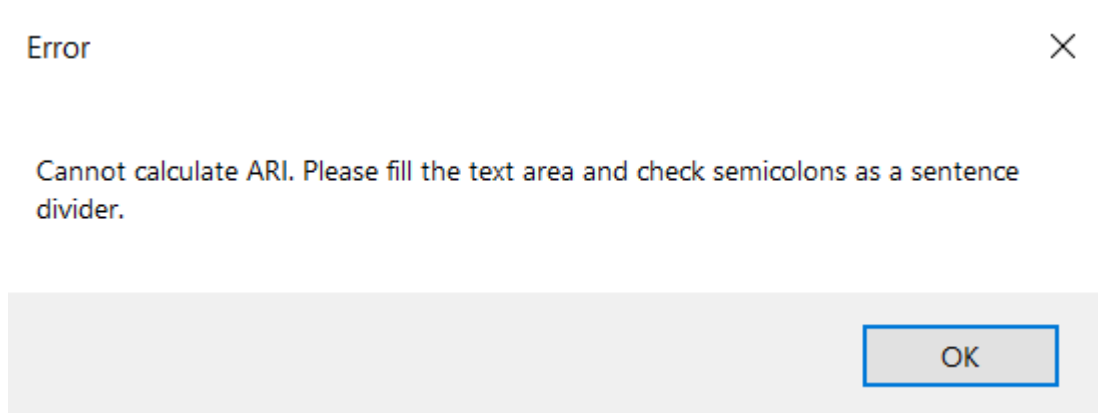 Error
Cannot calculate ARI. Please fill the text area and check semicolons as a sentence
divider.
OK